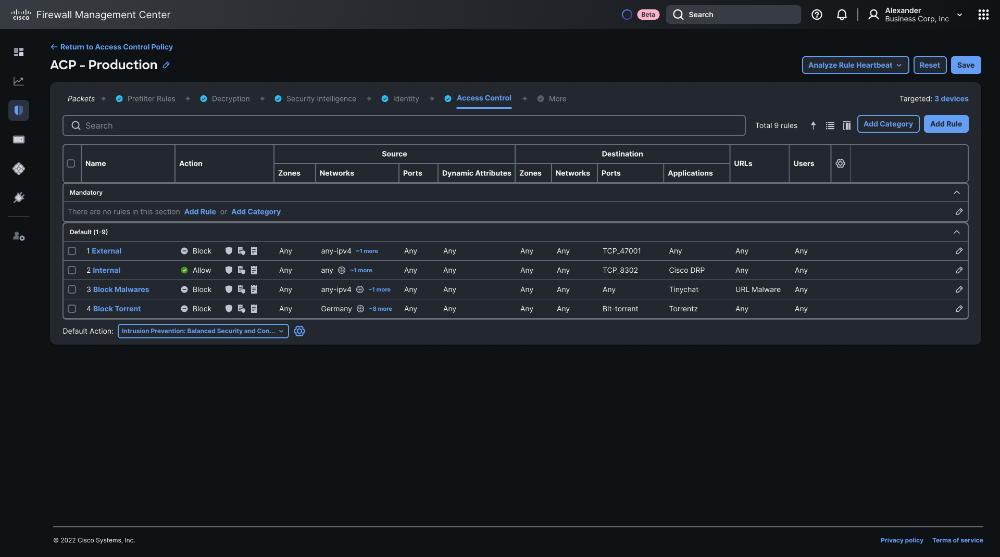 CISCO Firewall Management Center
Beta
Search
Alexander
Business Corp, Inc
Return to Access Control Policy
ACP - Production
Analyze Rule Heartbeat
Reset
Save
Packets
Prefilter Rules
Decryption
Security Intelligence
Identity
Access Control
More
Targeted: 3 devices
Search
Total 9 rules
Add Category
Add Rule
Name Action Source Destination URLs Users
Zones Networks Ports Dynamic Attributes Zones Networks Ports Applications
Mandatory
There are no rules in this section Add Rule or Add Category
Default (1-9)
1 External Block Any any-ipv4 ~1 more Any Any Any Any TCP_47001 Any Any Any
2 Internal Allow Any any ~1 more Any Any Any Any TCP_8302 Cisco DRP Any Any
3 Block Malwares Block Any any-ipv4 ~1 more Any Any Any Any Any Tinychat URL Malware Any
4 Block Torrent Block Any Germany ~8 more Any Any Any Any Bit-torrent Torrentz Any Any
Default Action: Intrusion Prevention: Balanced Security and Con...
© 2022 Cisco Systems, Inc.
Privacy policy Terms of service